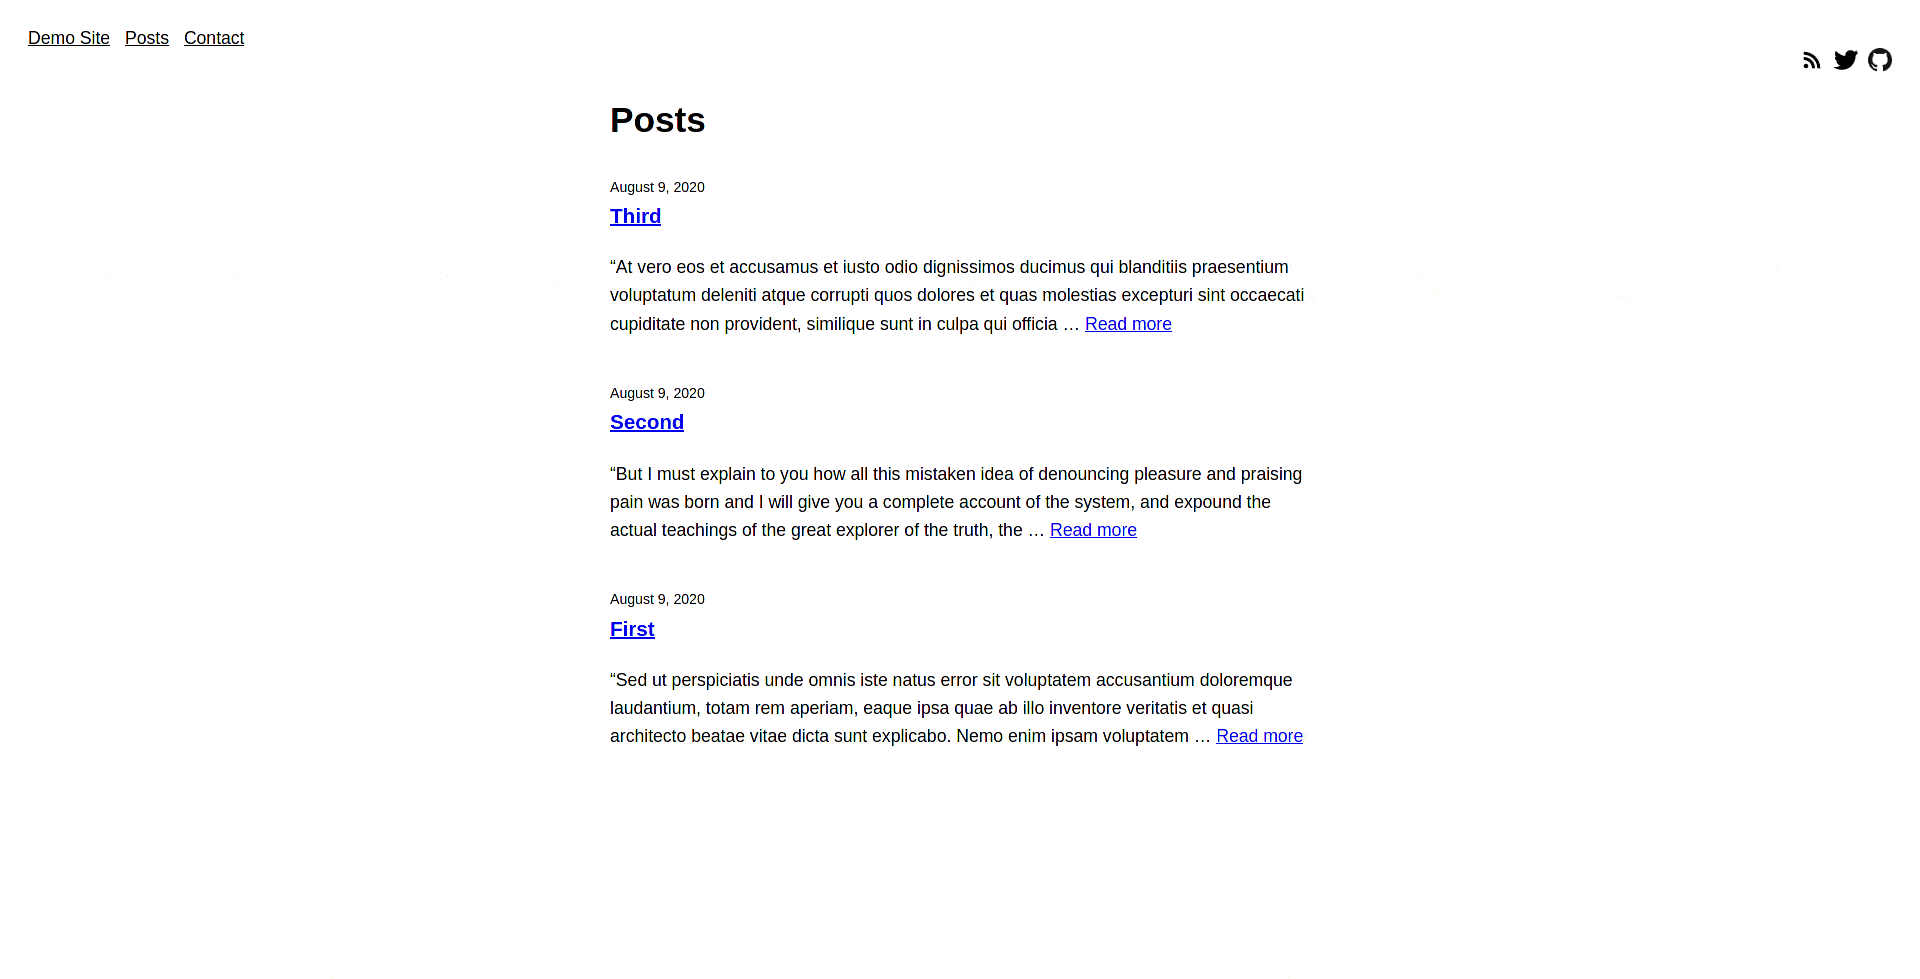 Demo Site Posts Contact
Posts
August 9, 2020
Third
“At vero eos et accusamus et iusto odio dignissimos ducimus qui blanditiis praesentium
voluptatum deleniti atque corrupti quos dolores et quas molestias excepturi sint occaecati
cupiditate non provident, similique sunt in culpa qui officia … Read more
August 9, 2020
Second
“But I must explain to you how all this mistaken idea of denouncing pleasure and praising
pain was born and I will give you a complete account of the system, and expound the
actual teachings of the great explorer of the truth, the … Read more
August 9, 2020
First
“Sed ut perspiciatis unde omnis iste natus error sit voluptatem accusantium doloremque
laudantium, totam rem aperiam, eaque ipsa quae ab illo inventore veritatis et quasi
architecto beatae vitae dicta sunt explicabo. Nemo enim ipsam voluptatem … Read more